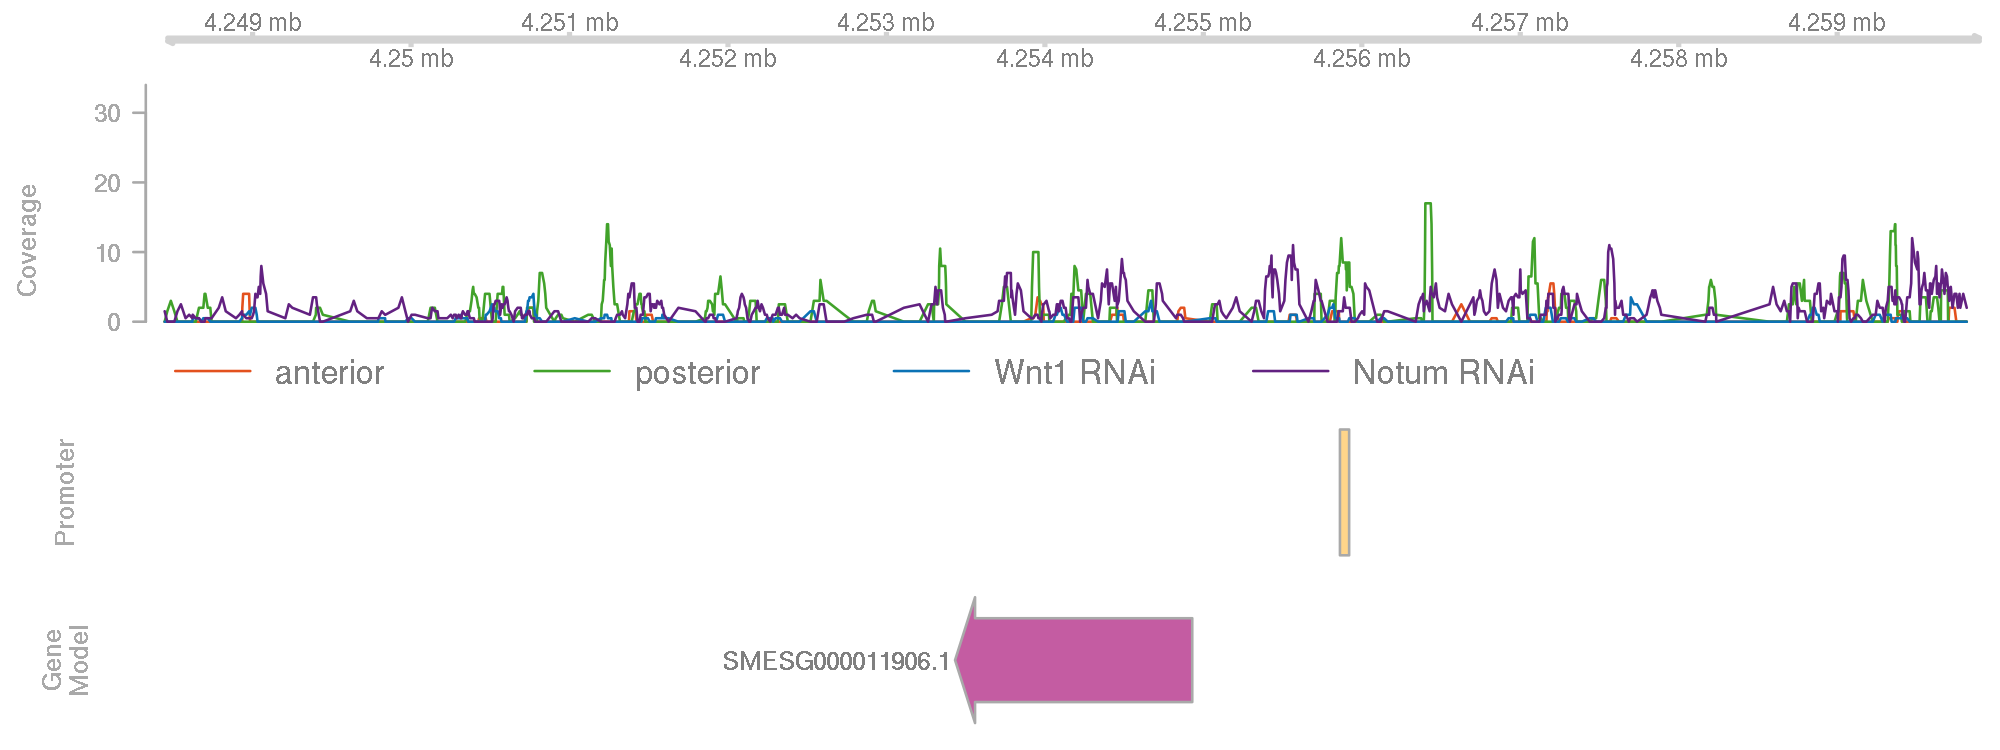 4.249 mb 4.251 mb 4.253 mb 4.255 mb 4.257 mb 4.259 mb
4.25 mb 4.252 mb 4.254 mb 4.256 mb 4.258 mb
Coverage
30
20
10
0
anterior posterior Wnt1 RNAi Notum RNAi
Promoter
Gene
Model
SMESG000011906.1